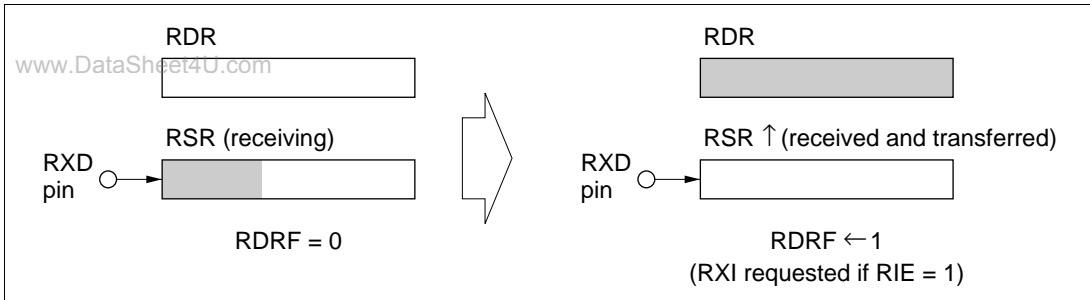 RDR
www.DataSheet4U.com
RSR (receiving)
RXD
pin
RDRF = 0
RDR
RSR ↑ (received and transferred)
RXD
pin
RDRF ← 1
(RXI requested if RIE = 1)